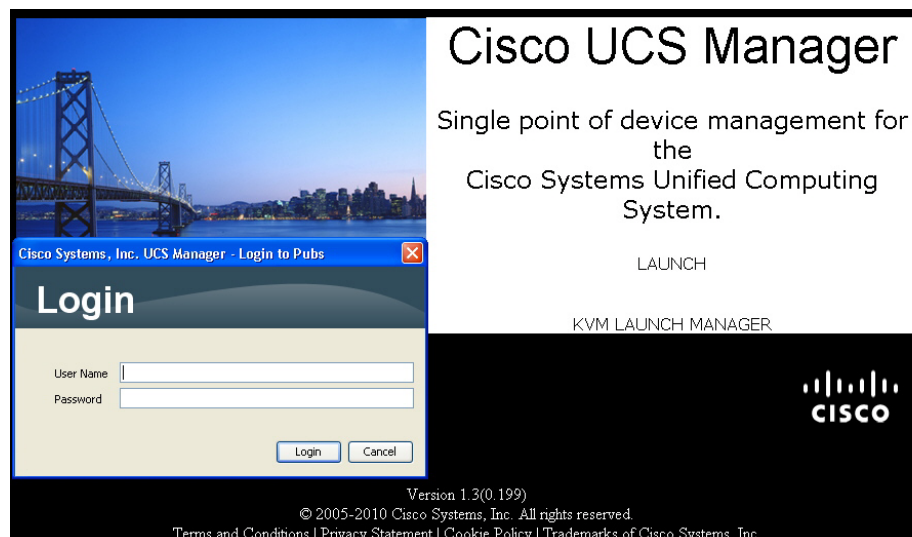 Cisco UCS Manager
Single point of device management for
the
Cisco Systems Unified Computing
System.
LAUNCH
KVM LAUNCH MANAGER
Cisco Systems, Inc. UCS Manager - Login to Pubs
Login
User Name
Password
Login Cancel
CISCO
Version 1.3(0.199)
© 2005-2010 Cisco Systems, Inc. All rights reserved.
Terms and Conditions | Privacy Statement | Cookie Policy | Trademarks of Cisco Systems, Inc.